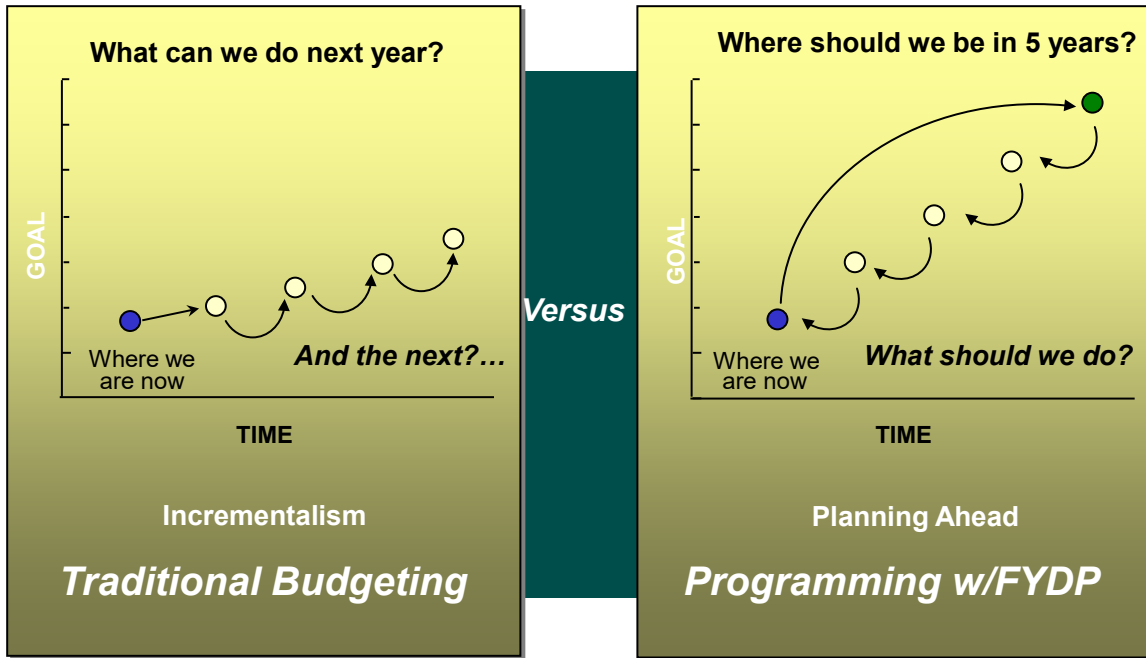 What can we do next year?
GOAL
Where we
are now
And the next?…
TIME
Incrementalism
Traditional Budgeting
Versus
Where should we be in 5 years?
GOAL
Where we
are now
What should we do?
TIME
Planning Ahead
Programming w/FYDP